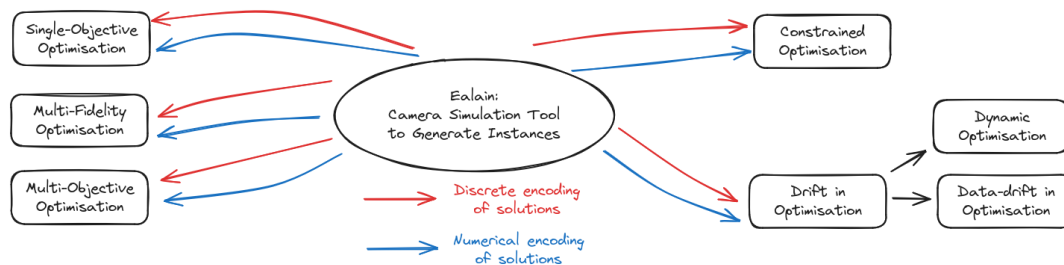 Single-Objective
Optimisation
Multi-Fidelity
Optimisation
Multi-Objective
Optimisation
Ealain:
Camera Simulation Tool
to Generate Instances
Discrete encoding
of solutions
Numerical encoding
of solutions
Constrained
Optimisation
Drift in
Optimisation
Dynamic
Optimisation
Data-drift in
Optimisation